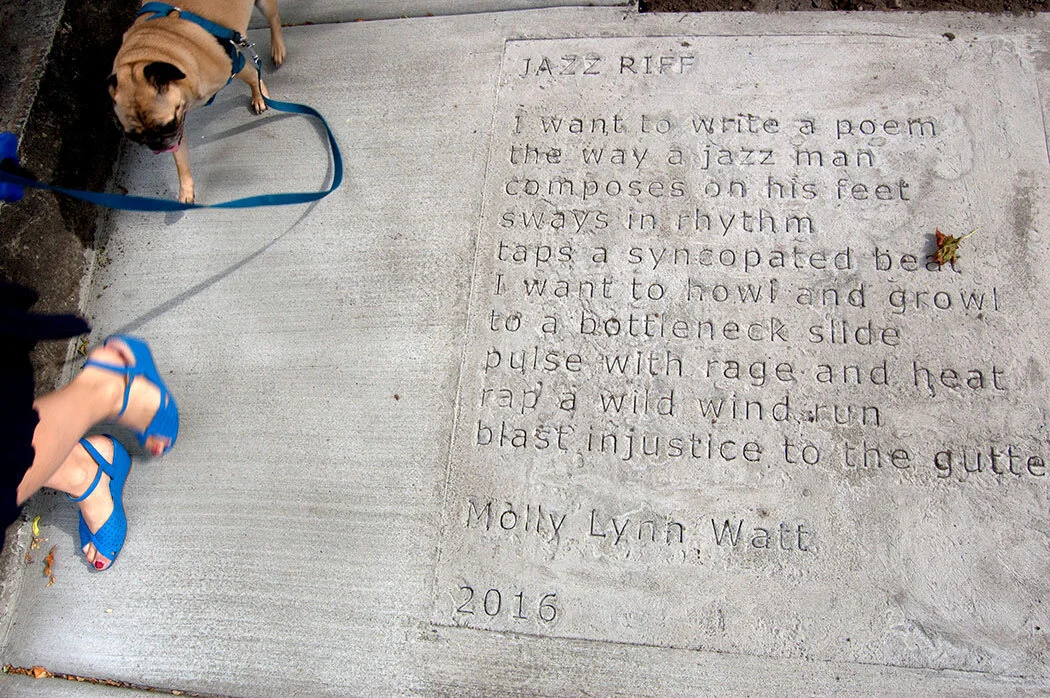 JAZZ RIFF
I want to write a poem
the way a jazz man
composes on his feet
sways in rhythm
taps a syncopated beat
I want to howl and growl
to a bottleneck slide
pulse with rage and heat
rap a wild wind run
blast injustice to the gutte
Molly Lynn Watt
2016